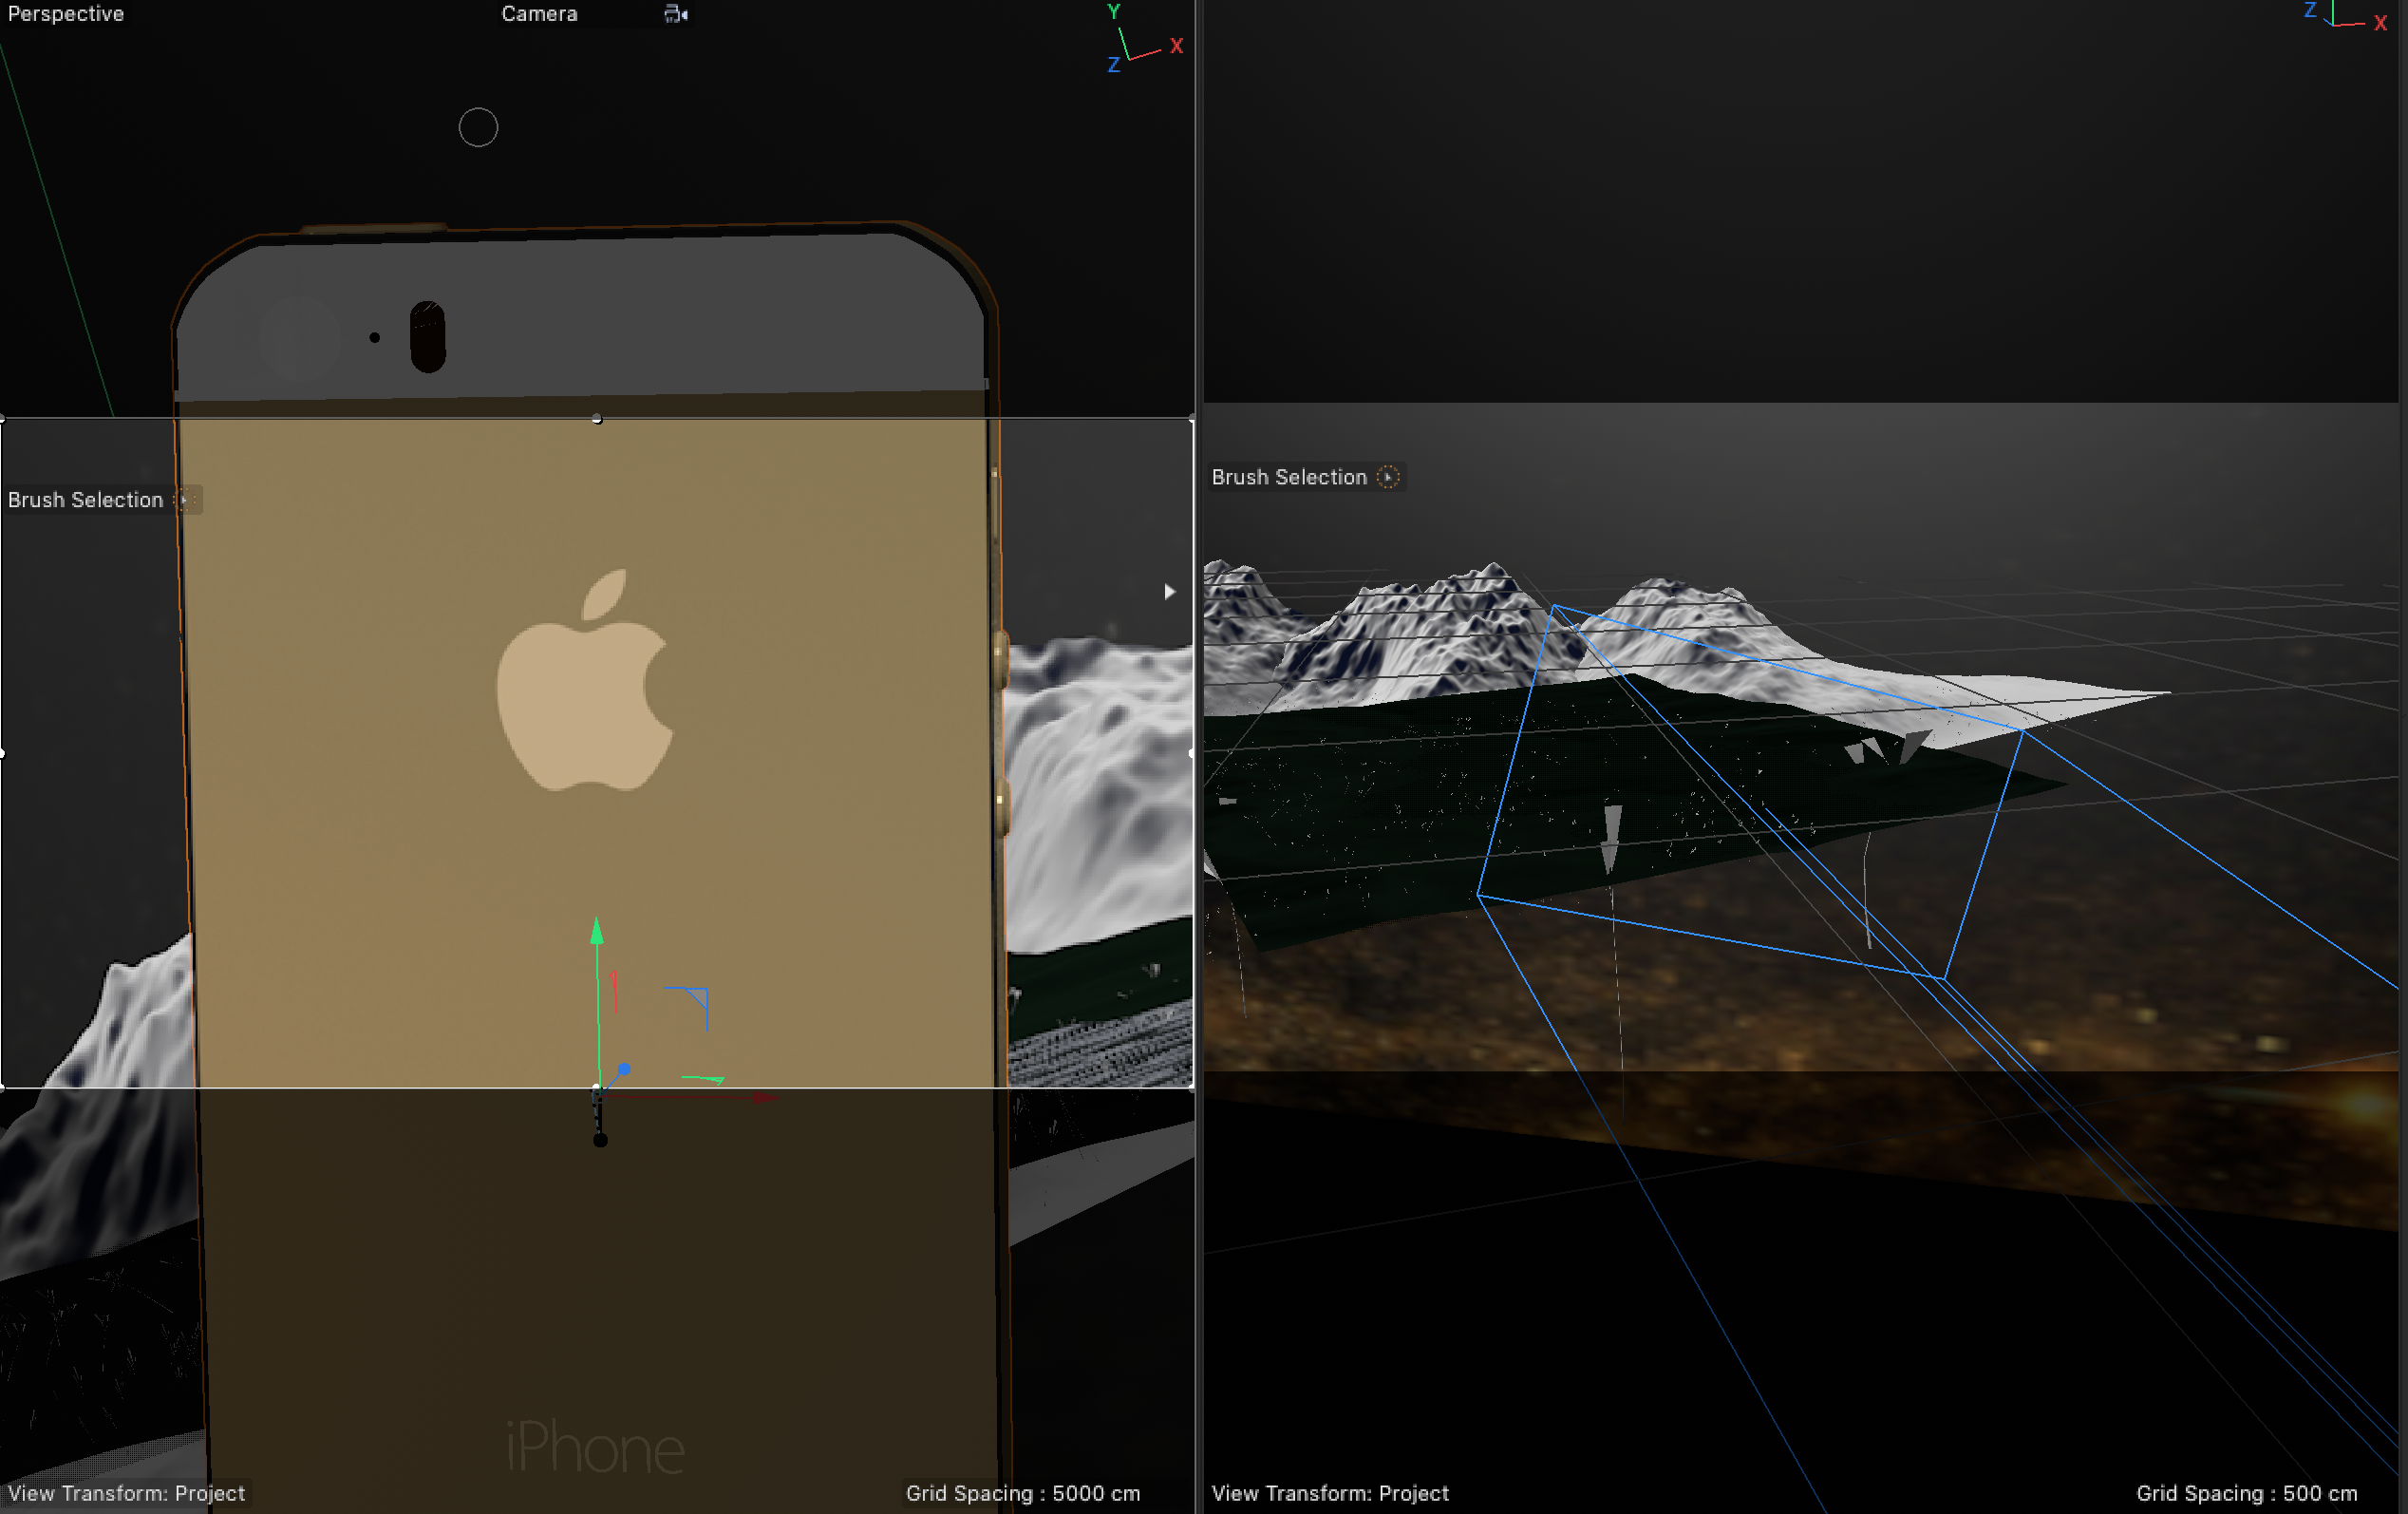 Perspective
Camera
Y
X
Z
Z
X
Brush Selection
Brush Selection
iPhone
View Transform: Project
Grid Spacing : 5000 cm
View Transform: Project
Grid Spacing : 500 cm